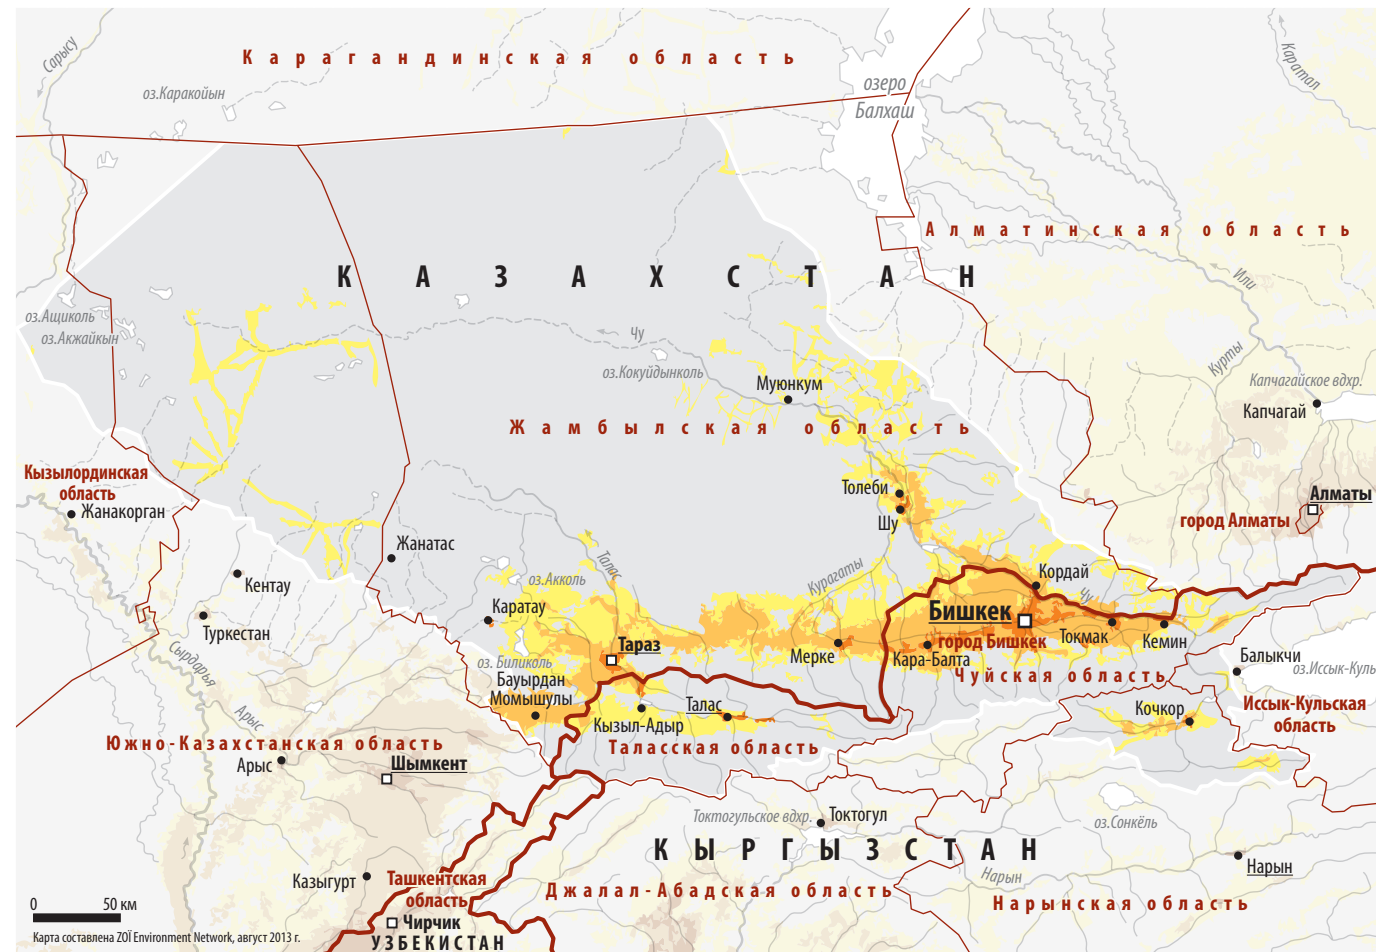 Карагандинская область
Сарысу
оз.Каракойын
озеро
Балхаш
Каратал
Алматинская область
КАЗАХСТАН
Или
оз.Ащиколь
оз.Акжайкын
Чу
оз.Кокуйдынколь
Муюнкум
Курты
Капчагайское вдхр.
Капчагай
Жамбылская область
Кызылординская
область
Жанакорган
Толеби
Шу
Алматы
город Алматы
Жанатас
Кентау
Туркестан
Талас
оз.Акколь
Курагаты
Кордай
Чу
Каратау
Бишкек
город Бишкек
Токмак
Кемин
Тараз
Мерке
Кара-Балта
Сырдарья
оз. Биликоль
Бауырдан
Момышулы
Балыкчи
оз.Иссык-Куль
Чуйская область
Арыс
Кызыл-Адыр
Талас
Кочкор
Иссык-Кульская
область
Южно-Казахстанская область
Таласская область
Арыс
Шымкент
Токтогульское вдхр.
Токтогул
оз.Сонкёль
КЫРГЫЗСТАН
Нарын
Нарын
Казыгурт
Ташкентская
область
Джалал-Абадская область
Нарынская область
0 50 км
Чирчик
УЗБЕКИСТАН
Карта составлена ZOÏ Environment Network, август 2013 г.